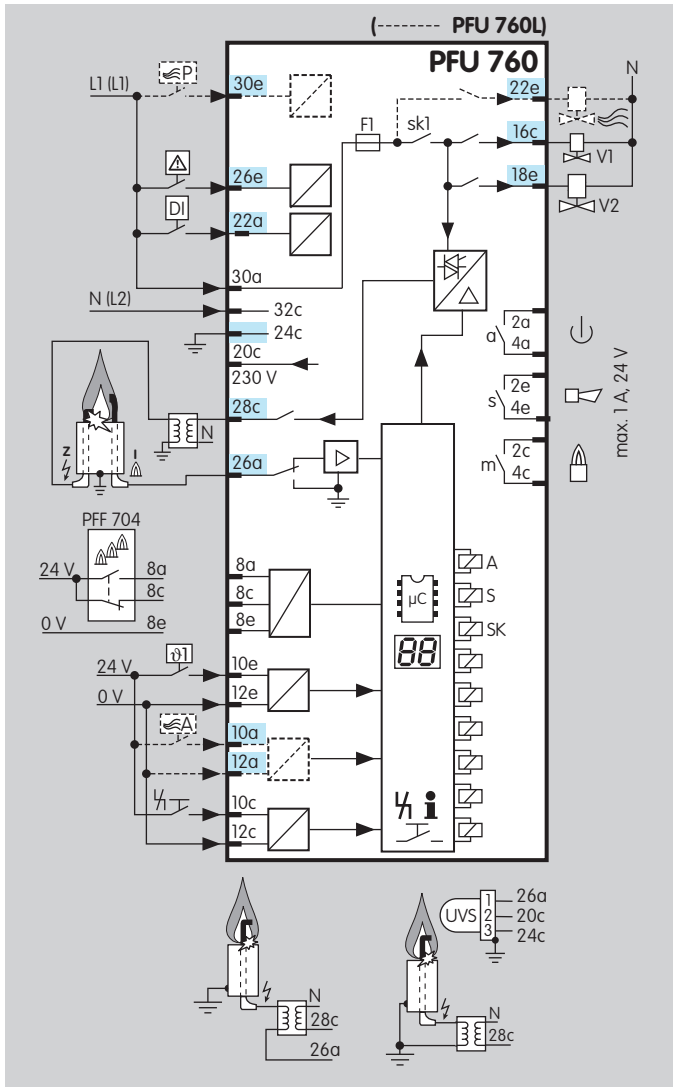 (------ PFU 760L)
PFU 760
N
L1 (L1)
P
30e
22e
F1
sk1
16c
V1
26e
18e
V2
DI
22a
30a
N (L2)
32c
24c
20c
230 V
2a
a
4a
28c
N
2e
s
4e
max. 1 A, 24 V
z
I
26a
2c
m
4c
PFF 704
24 V
8a
8c
0 V
8e
8a
8c
8e
µC
88
A
S
SK
ϑ1
24 V
10e
0 V
12e
A
10a
12a
10c
12c
i
N
28c
26a
UVS
1
2
3
26a
20c
24c
N
28c